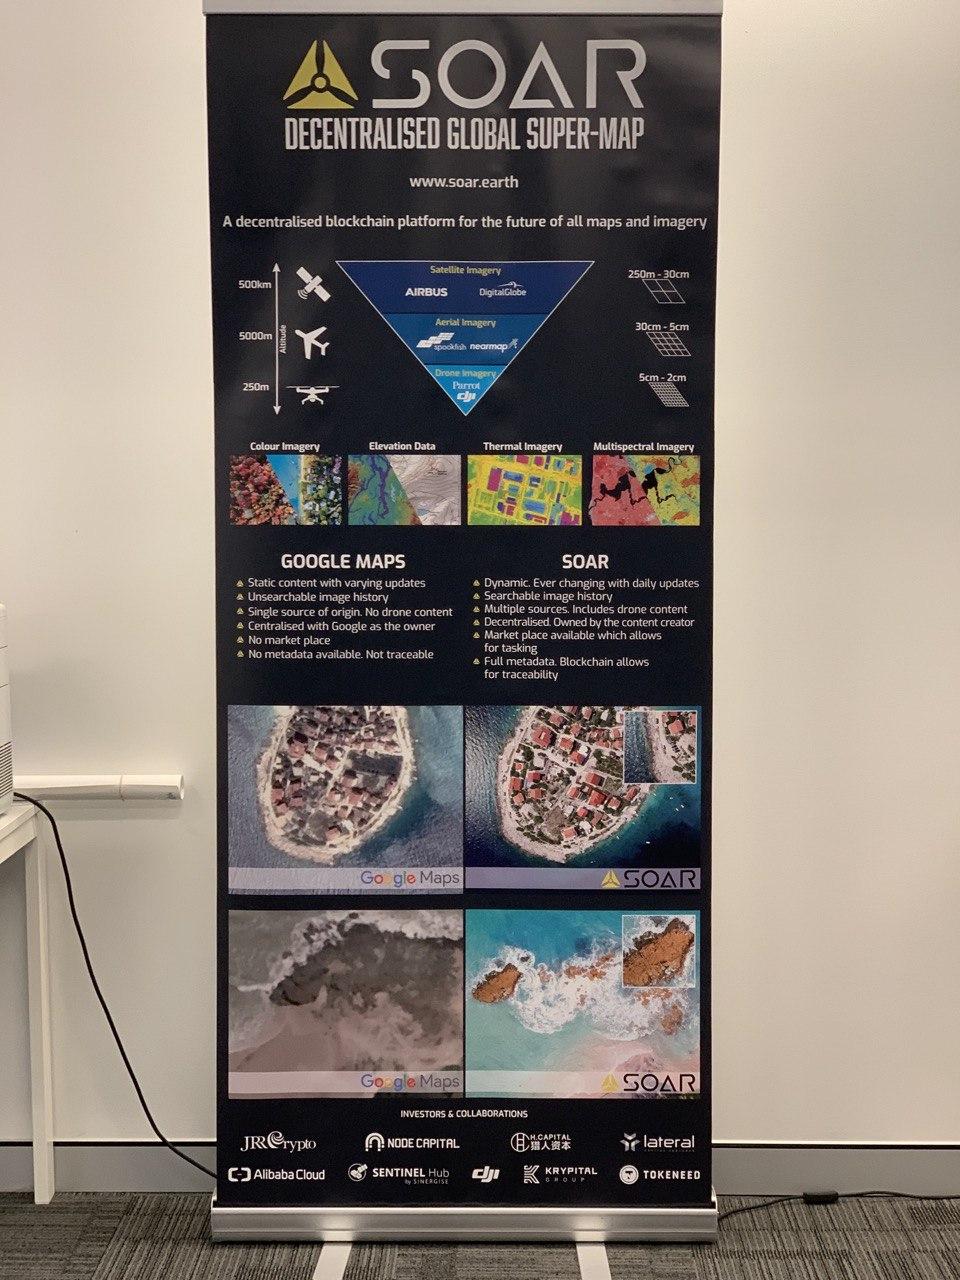 SOAR
DECENTRALISED GLOBAL SUPER-MAP
www.soar.earth
A decentralised blockchain platform for the future of all maps and imagery
500km
5000m
250m
Altitude
Satellite Imagery
AIRBUS DigitalGlobe
Aerial Imagery
spookfish nearmap
Drone Imagery
Parrot
dji
250m - 30cm
30cm - 5cm
5cm - 2cm
Colour Imagery
Elevation Data
Thermal Imagery
Multispectral Imagery
GOOGLE MAPS
Static content with varying updates
Unsearchable image history
Single source of origin. No drone content
Centralised with Google as the owner
No market place
No metadata available. Not traceable
SOAR
Dynamic. Ever changing with daily updates
Searchable image history
Multiple sources. Includes drone content
Decentralised. Owned by the content creator
Market place available which allows
for tasking
Full metadata. Blockchain allows
for traceability
Google Maps
SOAR
Google Maps
SOAR
INVESTORS & COLLABORATIONS
JRR Crypto
NODE CAPITAL
H.CAPITAL
猎人资本
lateral
Alibaba Cloud
SENTINEL Hub
by SINERGISE
dji
KRYPITAL
GROUP
TOKENEED